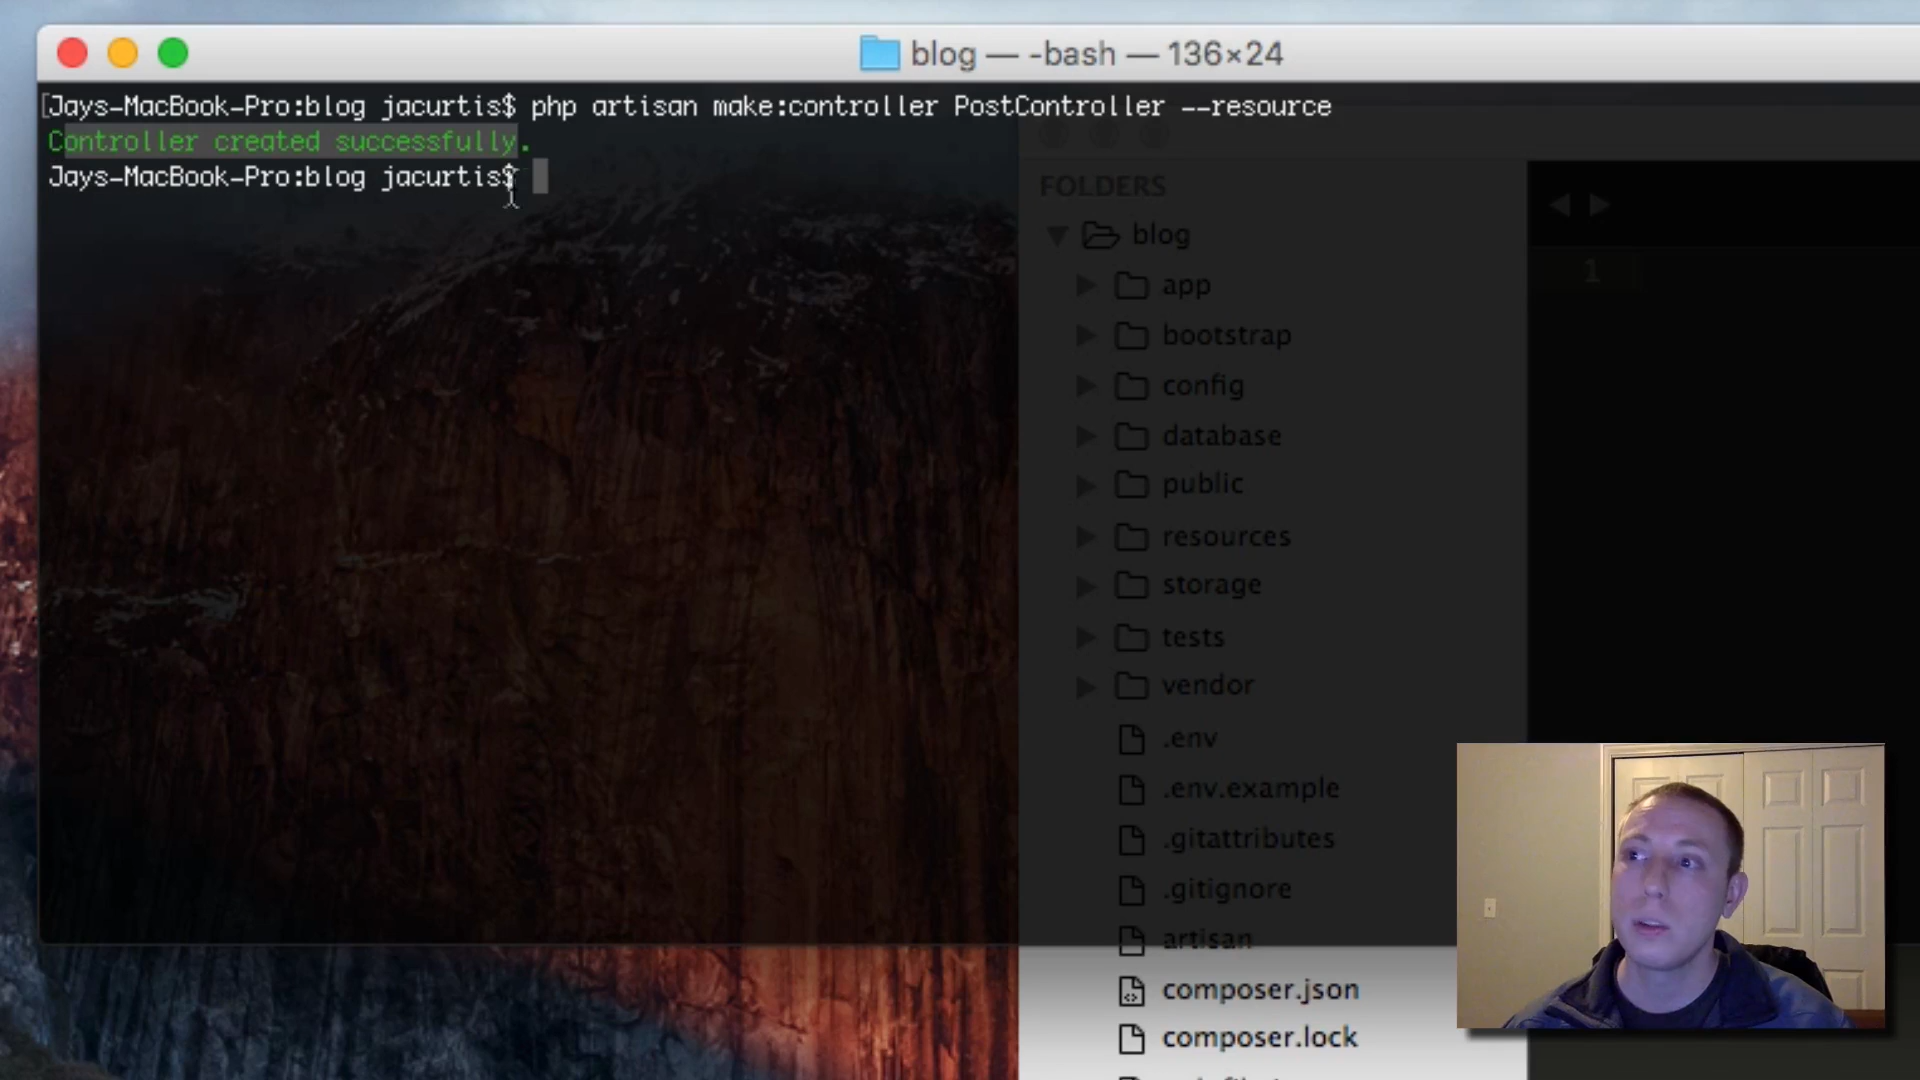 blog — -bash — 136×24
[Jays-MacBook-Pro:blog jacurtis$ php artisan make:controller PostController --resource
Controller created successfully.
Jays-MacBook-Pro:blog jacurtis$
FOLDERS
blog
app
bootstrap
config
database
public
resources
storage
tests
vendor
.env
.env.example
.gitattributes
.gitignore
artisan
composer.json
composer.lock
1